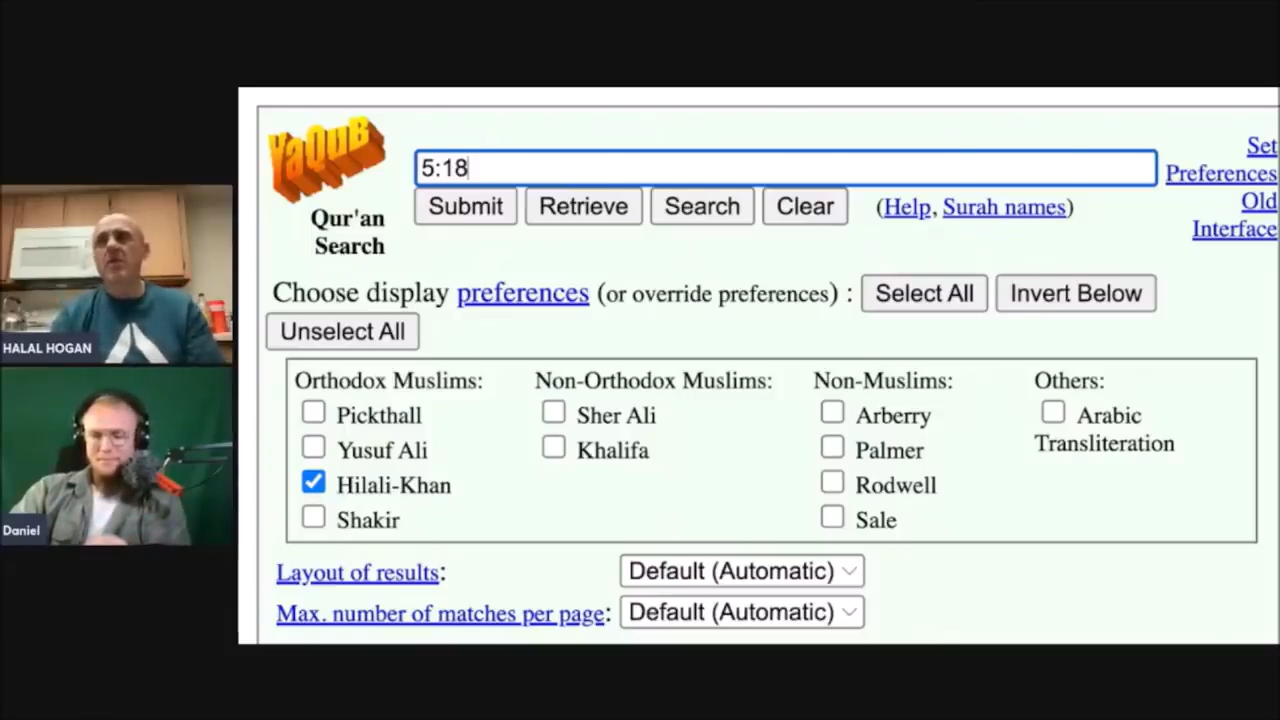 YaQuB
Qur'an
Search
5:18
Submit Retrieve Search Clear (Help, Surah names)
Set
Preferences
Old
Interface
Choose display preferences (or override preferences) : Select All Invert Below
Unselect All
Orthodox Muslims: Non-Orthodox Muslims: Non-Muslims: Others:
Pickthall Sher Ali Arberry Arabic
Transliteration
Yusuf Ali Khalifa Palmer
Hilali-Khan Rodwell
Shakir Sale
Layout of results: Default (Automatic)
Max. number of matches per page: Default (Automatic)
HALAL HOGAN
Daniel